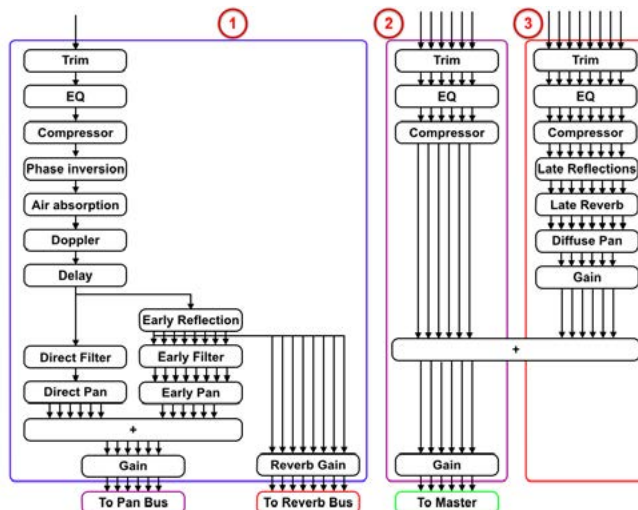 1
2
3
Trim
EQ
Compressor
Phase inversion
Air absorption
Doppler
Delay
Early Reflection
Direct Filter
Early Filter
Direct Pan
Early Pan
+
Gain
Reverb Gain
To Pan Bus
To Reverb Bus
Trim
EQ
Compressor
+
Gain
To Master
Trim
EQ
Compressor
Late Reflections
Late Reverb
Diffuse Pan
Gain